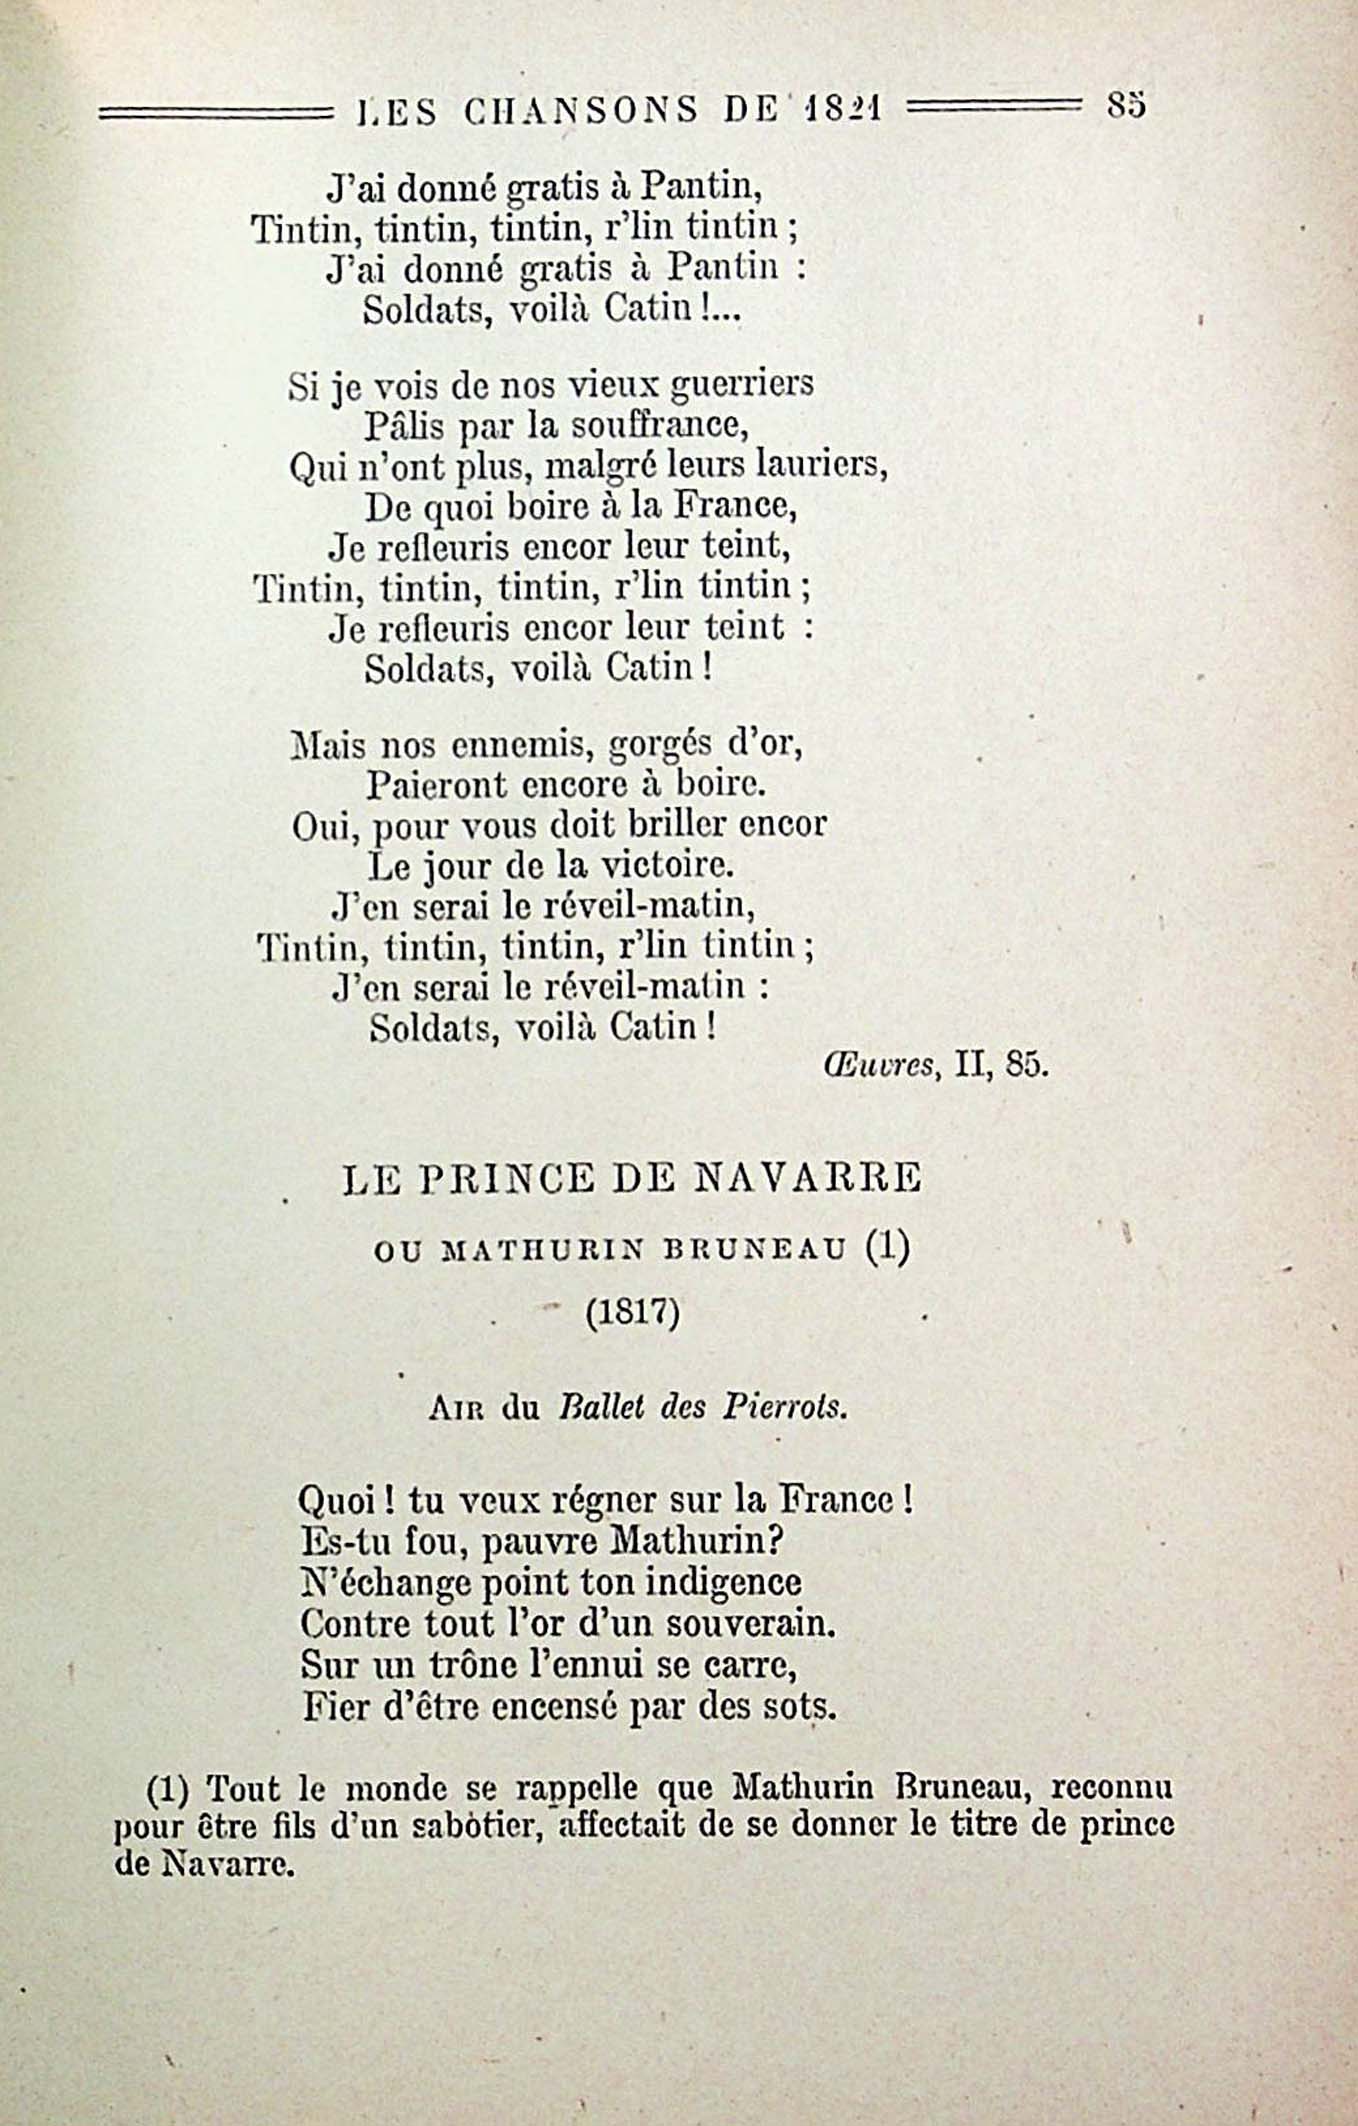 LES CHANSONS DE 1821 85
J'ai donné gratis à Pantin,
Tintin, tintin, tintin, r'lin tintin ;
J'ai donné gratis à Pantin :
Soldats, voilà Catin !...
Si je vois de nos vieux guerriers
Pâlis par la souffrance,
Qui n'ont plus, malgré leurs lauriers,
De quoi boire à la France,
Je refleuris encor leur teint,
Tintin, tintin, tintin, r'lin tintin ;
Je refleuris encor leur teint :
Soldats, voilà Catin !
Mais nos ennemis, gorgés d'or,
Paieront encore à boire.
Oui, pour vous doit briller encor
Le jour de la victoire.
J'en serai le réveil-matin,
Tintin, tintin, tintin, r'lin tintin ;
J'en serai le réveil-matin :
Soldats, voilà Catin !
Œuvres, II, 85.
LE PRINCE DE NAVARRE
OU MATHURIN BRUNEAU (1)
(1817)
AIR du Ballet des Pierrots.
Quoi ! tu veux régner sur la France !
Es-tu fou, pauvre Mathurin?
N'échange point ton indigence
Contre tout l'or d'un souverain.
Sur un trône l'ennui se carre,
Fier d'être encensé par des sots.
(1) Tout le monde se rappelle que Mathurin Bruneau, reconnu
pour être fils d'un sabotier, affectait de se donner le titre de prince
de Navarre.